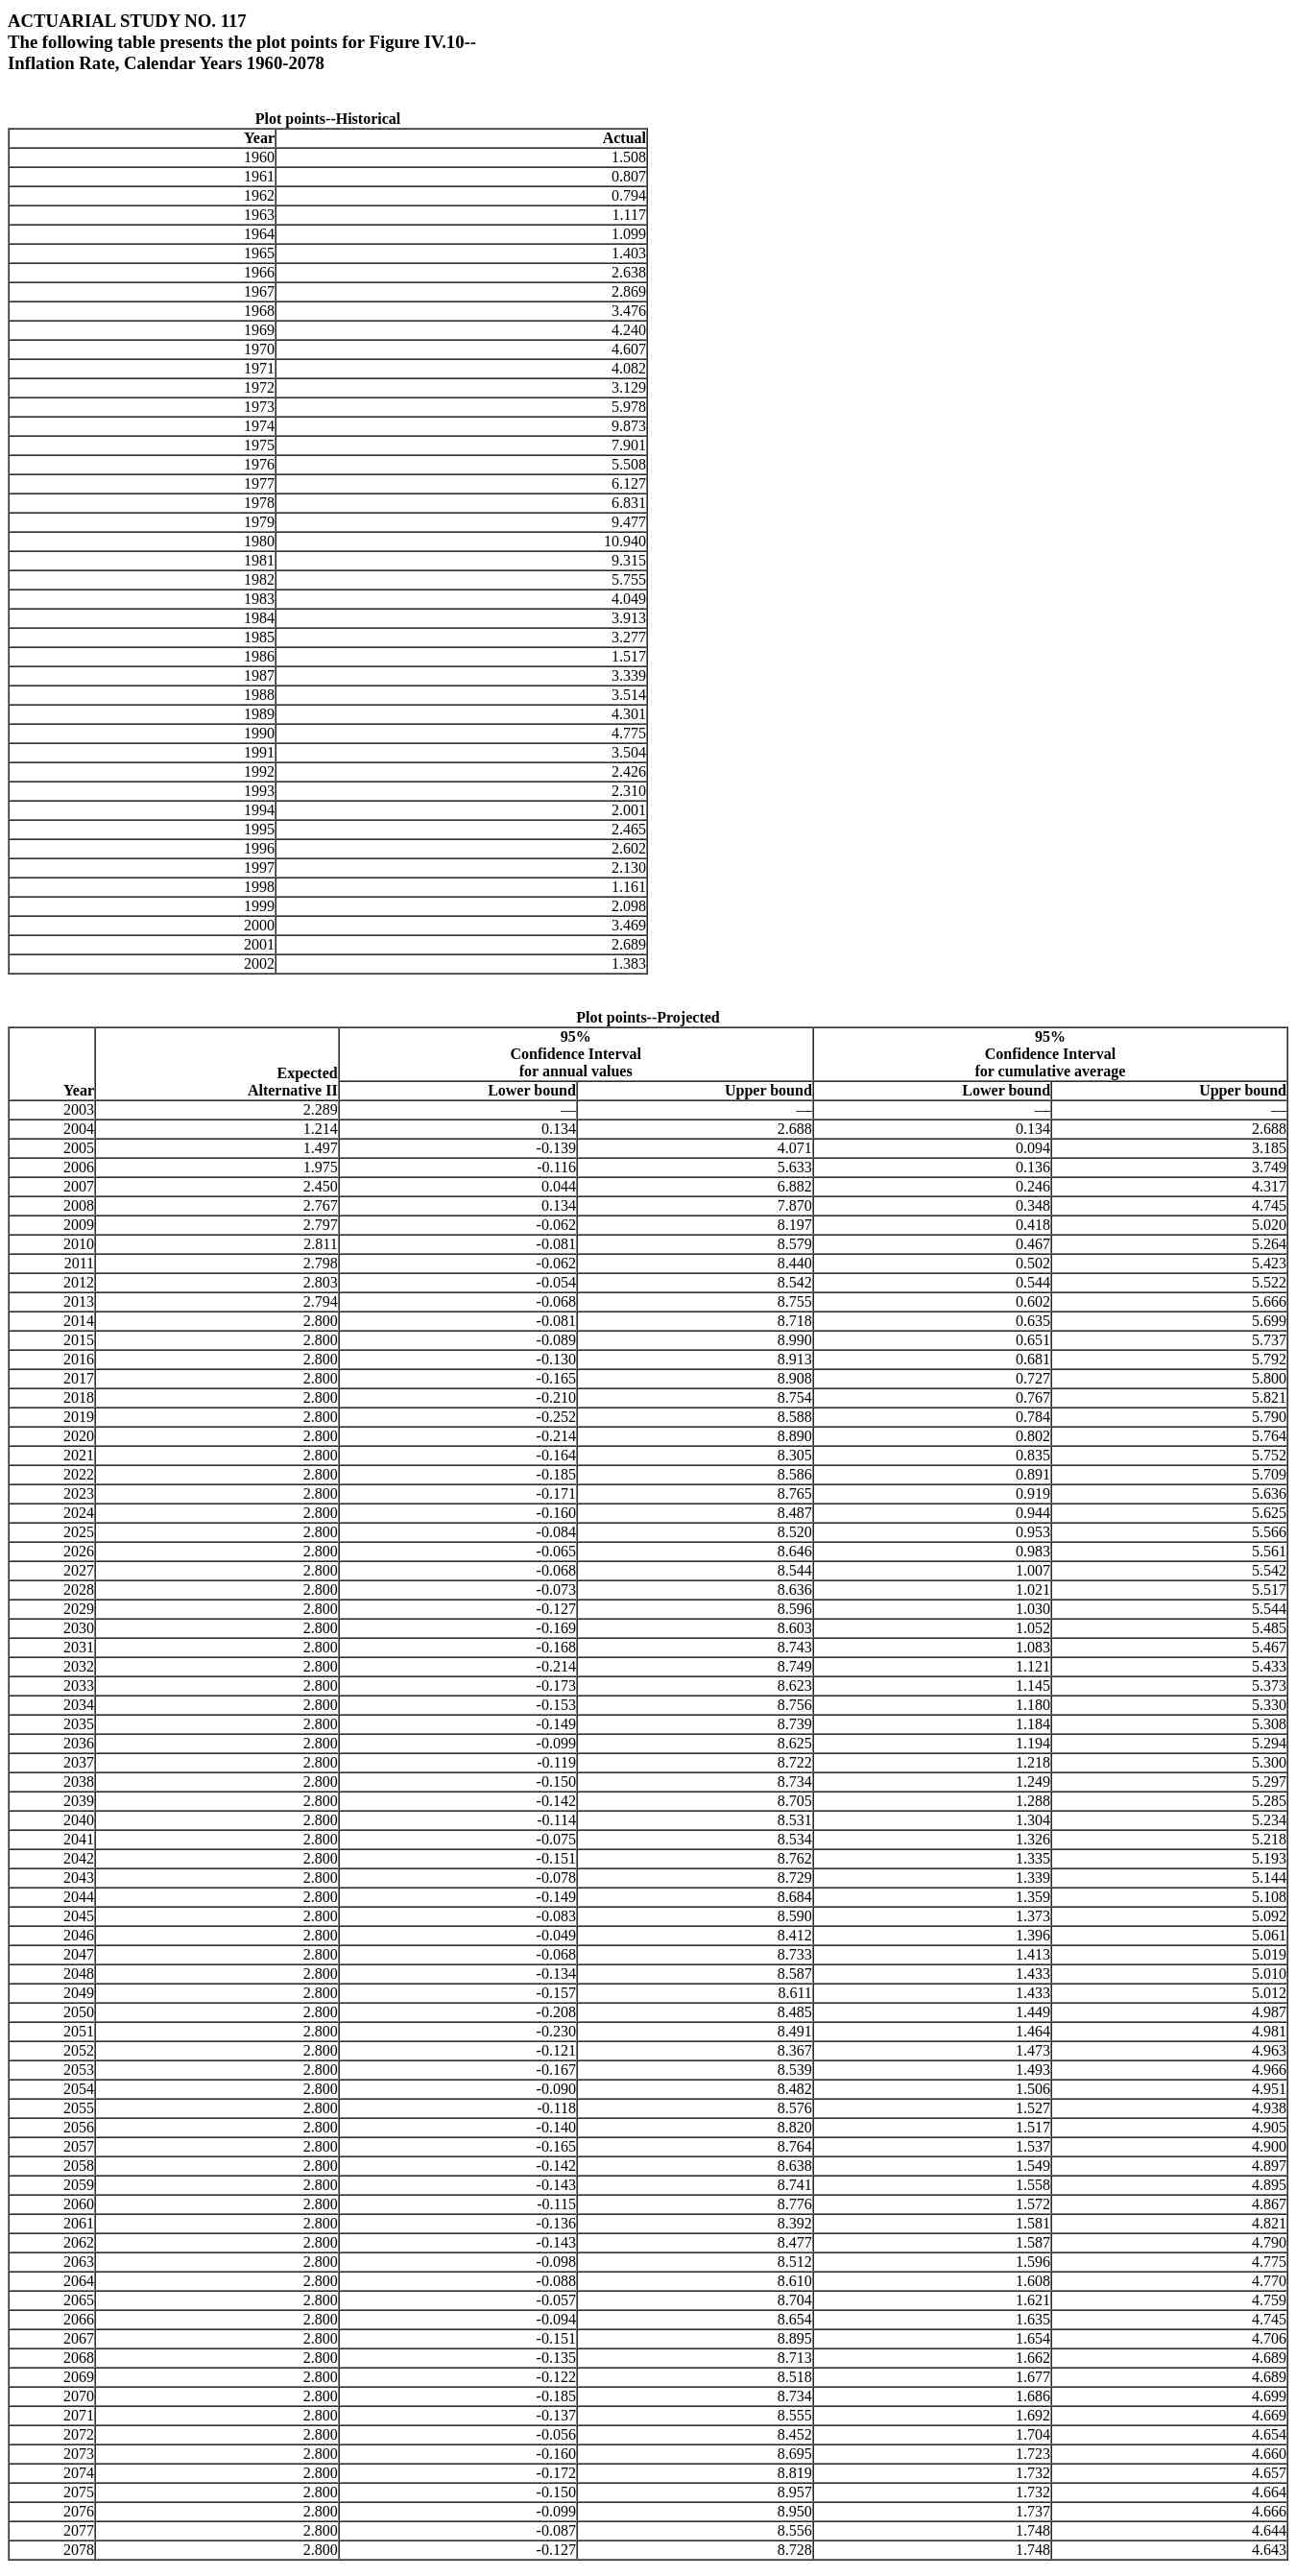 ACTUARIAL STUDY NO. 117
The following table presents the plot points for Figure IV.10--
Inflation Rate, Calendar Years 1960-2078
Plot points--Historical
Year Actual
1960 1.508
1961 0.807
1962 0.794
1963 1.117
1964 1.099
1965 1.403
1966 2.638
1967 2.869
1968 3.476
1969 4.240
1970 4.607
1971 4.082
1972 3.129
1973 5.978
1974 9.873
1975 7.901
1976 5.508
1977 6.127
1978 6.831
1979 9.477
1980 10.940
1981 9.315
1982 5.755
1983 4.049
1984 3.913
1985 3.277
1986 1.517
1987 3.339
1988 3.514
1989 4.301
1990 4.775
1991 3.504
1992 2.426
1993 2.310
1994 2.001
1995 2.465
1996 2.602
1997 2.130
1998 1.161
1999 2.098
2000 3.469
2001 2.689
2002 1.383
Plot points--Projected
95% 95%
Confidence Interval Confidence Interval
Expected for annual values for cumulative average
Year Alternative II Lower bound Upper bound Lower bound Upper bound
2003 2.289 — — — —
2004 1.214 0.134 2.688 0.134 2.688
2005 1.497 -0.139 4.071 0.094 3.185
2006 1.975 -0.116 5.633 0.136 3.749
2007 2.450 0.044 6.882 0.246 4.317
2008 2.767 0.134 7.870 0.348 4.745
2009 2.797 -0.062 8.197 0.418 5.020
2010 2.811 -0.081 8.579 0.467 5.264
2011 2.798 -0.062 8.440 0.502 5.423
2012 2.803 -0.054 8.542 0.544 5.522
2013 2.794 -0.068 8.755 0.602 5.666
2014 2.800 -0.081 8.718 0.635 5.699
2015 2.800 -0.089 8.990 0.651 5.737
2016 2.800 -0.130 8.913 0.681 5.792
2017 2.800 -0.165 8.908 0.727 5.800
2018 2.800 -0.210 8.754 0.767 5.821
2019 2.800 -0.252 8.588 0.784 5.790
2020 2.800 -0.214 8.890 0.802 5.764
2021 2.800 -0.164 8.305 0.835 5.752
2022 2.800 -0.185 8.586 0.891 5.709
2023 2.800 -0.171 8.765 0.919 5.636
2024 2.800 -0.160 8.487 0.944 5.625
2025 2.800 -0.084 8.520 0.953 5.566
2026 2.800 -0.065 8.646 0.983 5.561
2027 2.800 -0.068 8.544 1.007 5.542
2028 2.800 -0.073 8.636 1.021 5.517
2029 2.800 -0.127 8.596 1.030 5.544
2030 2.800 -0.169 8.603 1.052 5.485
2031 2.800 -0.168 8.743 1.083 5.467
2032 2.800 -0.214 8.749 1.121 5.433
2033 2.800 -0.173 8.623 1.145 5.373
2034 2.800 -0.153 8.756 1.180 5.330
2035 2.800 -0.149 8.739 1.184 5.308
2036 2.800 -0.099 8.625 1.194 5.294
2037 2.800 -0.119 8.722 1.218 5.300
2038 2.800 -0.150 8.734 1.249 5.297
2039 2.800 -0.142 8.705 1.288 5.285
2040 2.800 -0.114 8.531 1.304 5.234
2041 2.800 -0.075 8.534 1.326 5.218
2042 2.800 -0.151 8.762 1.335 5.193
2043 2.800 -0.078 8.729 1.339 5.144
2044 2.800 -0.149 8.684 1.359 5.108
2045 2.800 -0.083 8.590 1.373 5.092
2046 2.800 -0.049 8.412 1.396 5.061
2047 2.800 -0.068 8.733 1.413 5.019
2048 2.800 -0.134 8.587 1.433 5.010
2049 2.800 -0.157 8.611 1.433 5.012
2050 2.800 -0.208 8.485 1.449 4.987
2051 2.800 -0.230 8.491 1.464 4.981
2052 2.800 -0.121 8.367 1.473 4.963
2053 2.800 -0.167 8.539 1.493 4.966
2054 2.800 -0.090 8.482 1.506 4.951
2055 2.800 -0.118 8.576 1.527 4.938
2056 2.800 -0.140 8.820 1.517 4.905
2057 2.800 -0.165 8.764 1.537 4.900
2058 2.800 -0.142 8.638 1.549 4.897
2059 2.800 -0.143 8.741 1.558 4.895
2060 2.800 -0.115 8.776 1.572 4.867
2061 2.800 -0.136 8.392 1.581 4.821
2062 2.800 -0.143 8.477 1.587 4.790
2063 2.800 -0.098 8.512 1.596 4.775
2064 2.800 -0.088 8.610 1.608 4.770
2065 2.800 -0.057 8.704 1.621 4.759
2066 2.800 -0.094 8.654 1.635 4.745
2067 2.800 -0.151 8.895 1.654 4.706
2068 2.800 -0.135 8.713 1.662 4.689
2069 2.800 -0.122 8.518 1.677 4.689
2070 2.800 -0.185 8.734 1.686 4.699
2071 2.800 -0.137 8.555 1.692 4.669
2072 2.800 -0.056 8.452 1.704 4.654
2073 2.800 -0.160 8.695 1.723 4.660
2074 2.800 -0.172 8.819 1.732 4.657
2075 2.800 -0.150 8.957 1.732 4.664
2076 2.800 -0.099 8.950 1.737 4.666
2077 2.800 -0.087 8.556 1.748 4.644
2078 2.800 -0.127 8.728 1.748 4.643